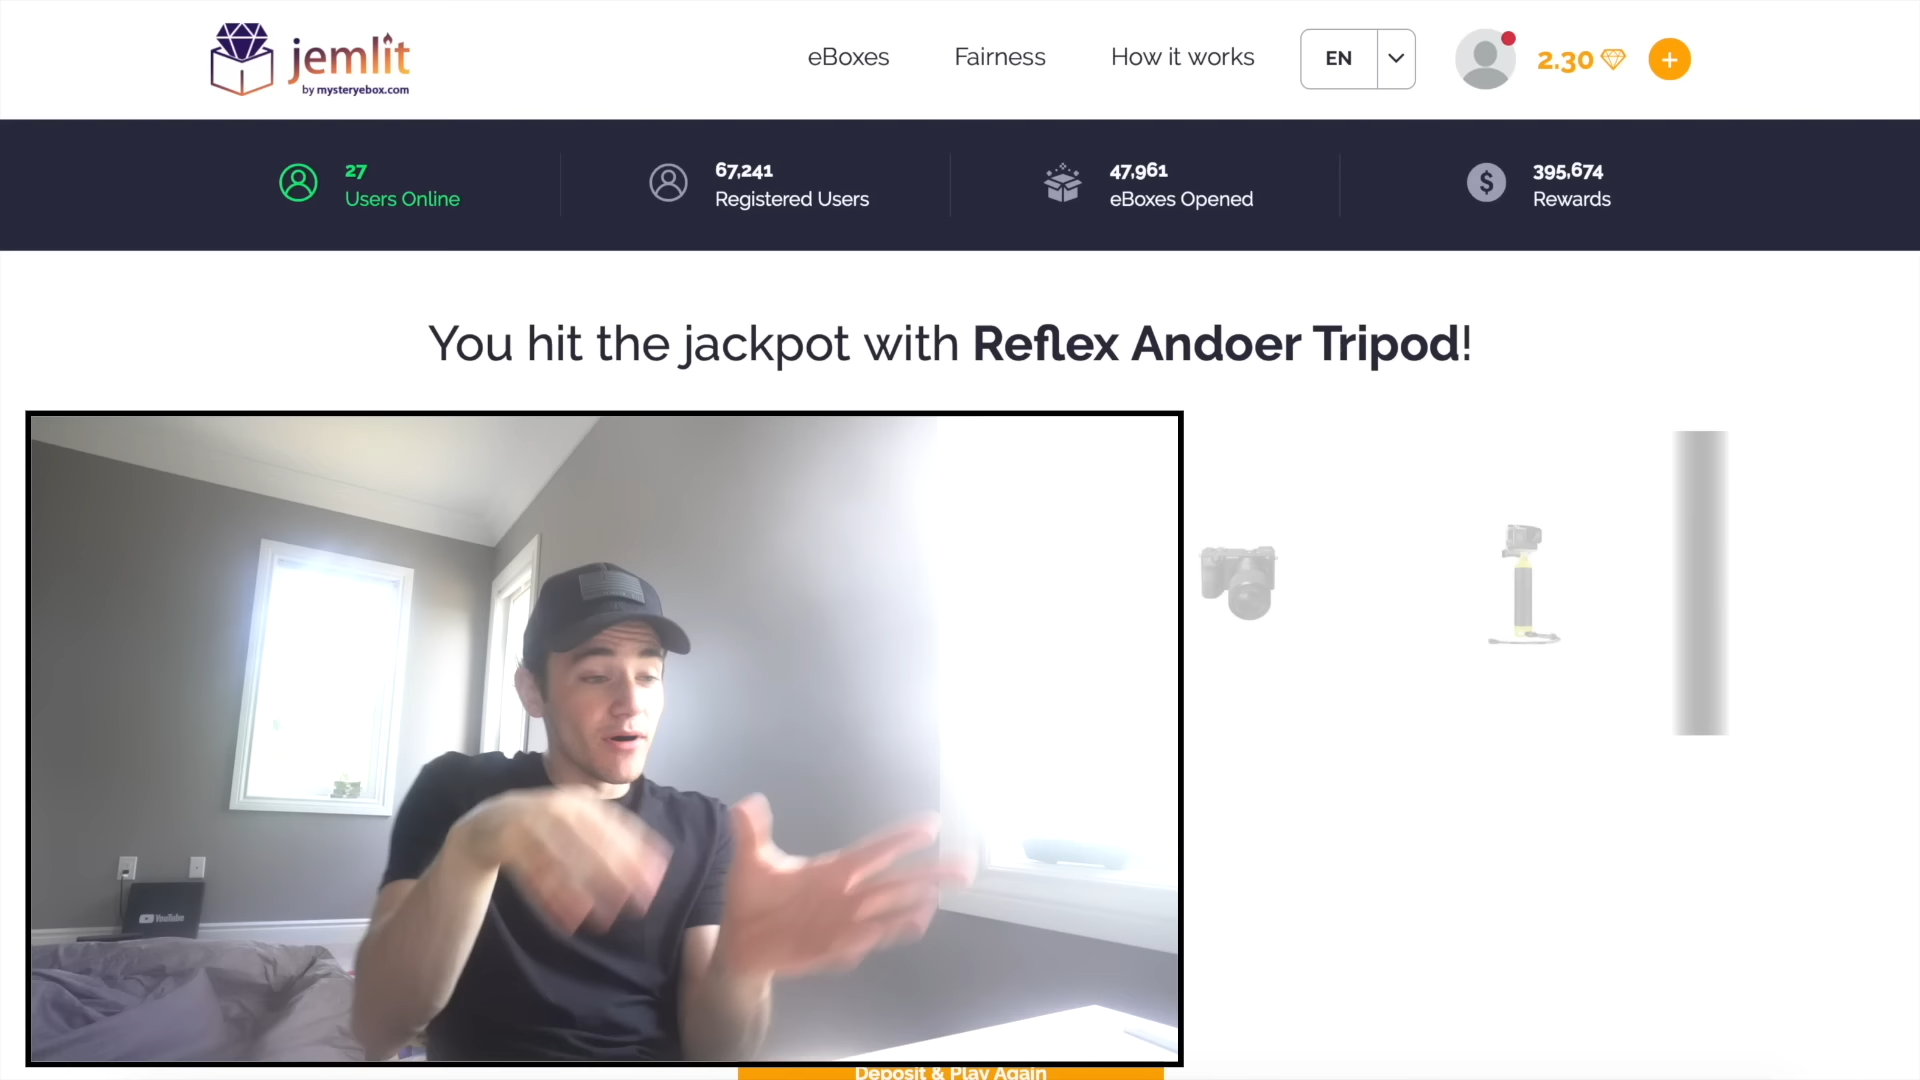 jemlit
by mysteryebox.com
eBoxes
Fairness
How it works
EN
2.30
27
Users Online
67,241
Registered Users
47,961
eBoxes Opened
395,674
Rewards
You hit the jackpot with Reflex Andoer Tripod!
YouTube
Deposit & Play Again